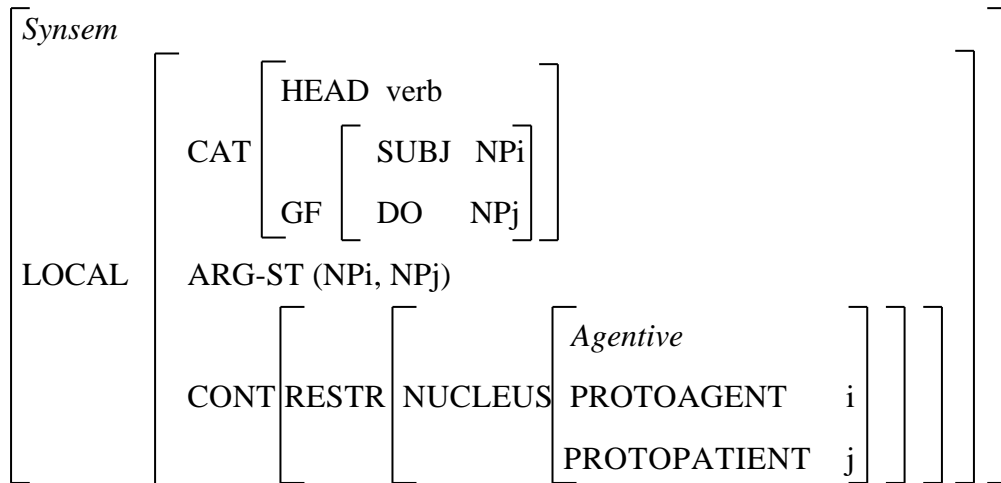 Synsem
HEAD verb
CAT
SUBJ NPi
GF
DO NPj
LOCAL
ARG-ST (NPi, NPj)
Agentive
CONT RESTR NUCLEUS PROTOAGENT i
PROTOPATIENT j